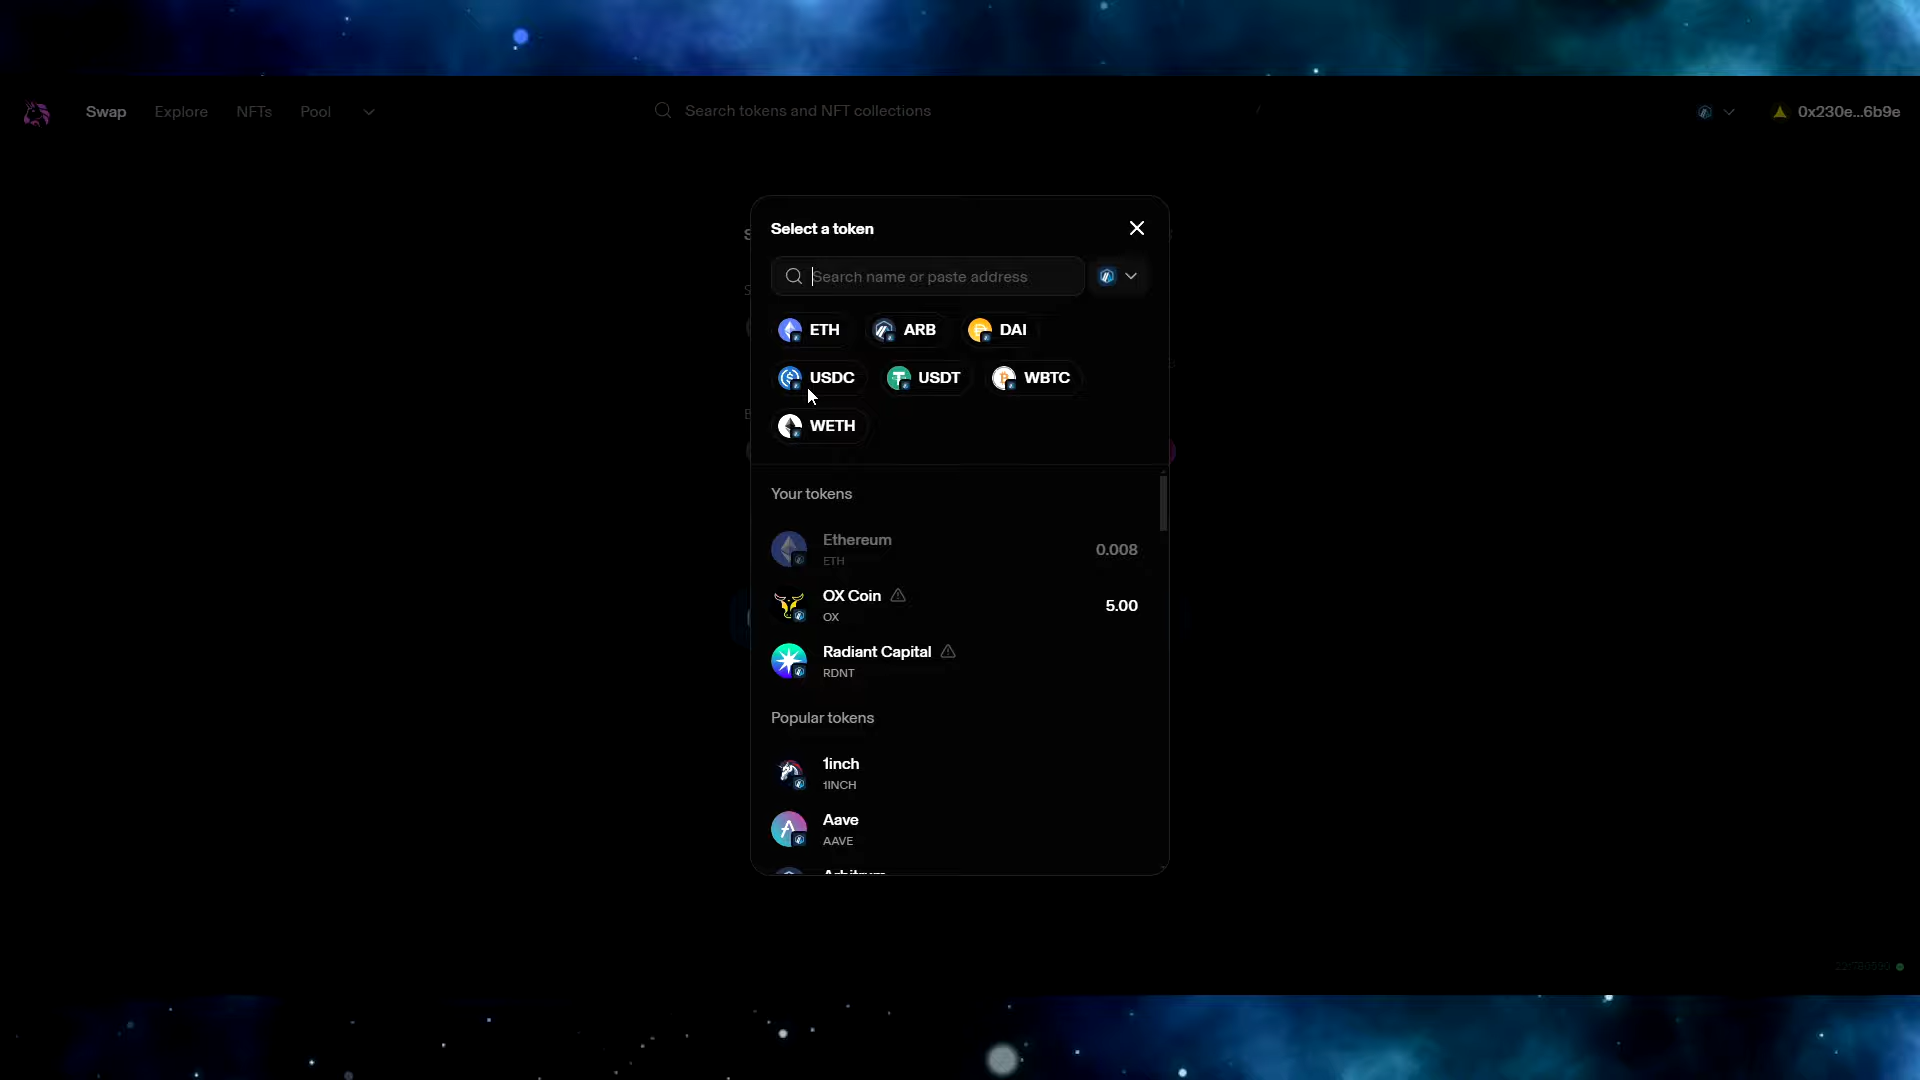 Swap Explore NFTs Pool
Search tokens and NFT collections
/
0x230e...6b9e
Select a token
Search name or paste address
ETH ARB DAI
USDC USDT WBTC
WETH
Your tokens
Ethereum
ETH
0.008
OX Coin
OX
5.00
Radiant Capital
RDNT
Popular tokens
1inch
1INCH
Aave
AAVE
Arbitrum